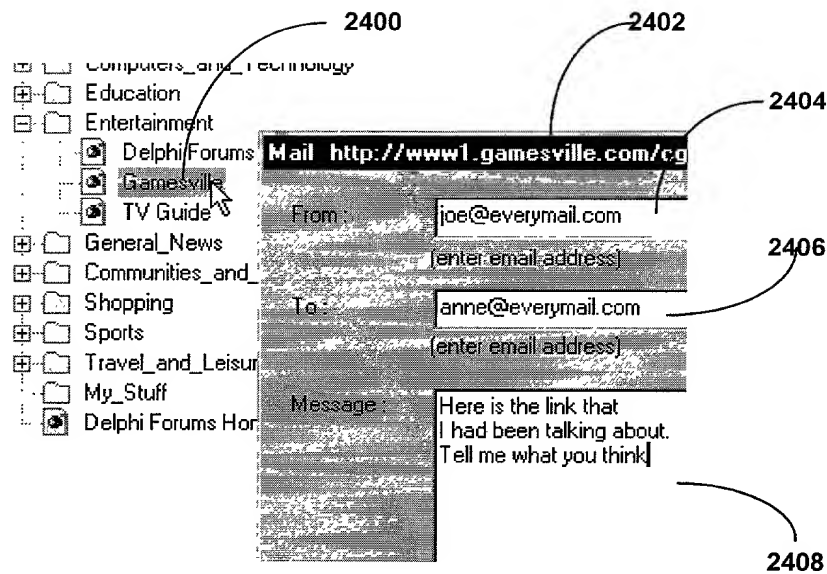 2400
2402
Computers_and_Technology
Education
2404
Entertainment
Delphi Forums
Mail http://www1.gamesville.com/cg
Gamesville
From :
joe@everymail.com
TV Guide
General_News
(enter email address)
2406
Communities_and_
Shopping
To :
anne@everymail.com
Sports
(enter email address)
Travel_and_Leisur
My_Stuff
Message :
Here is the link that
Delphi Forums Hor
I had been talking about.
Tell me what you think
2408